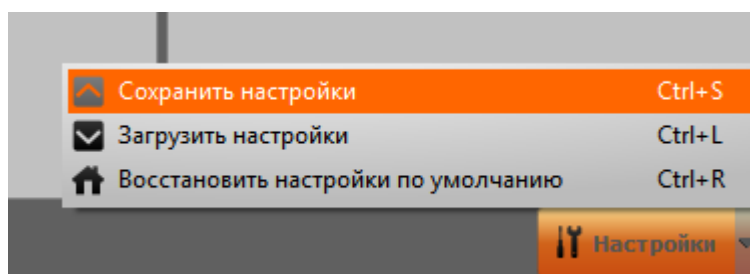 Сохранить настройки Ctrl+S
Загрузить настройки Ctrl+L
Восстановить настройки по умолчанию Ctrl+R
Настройки